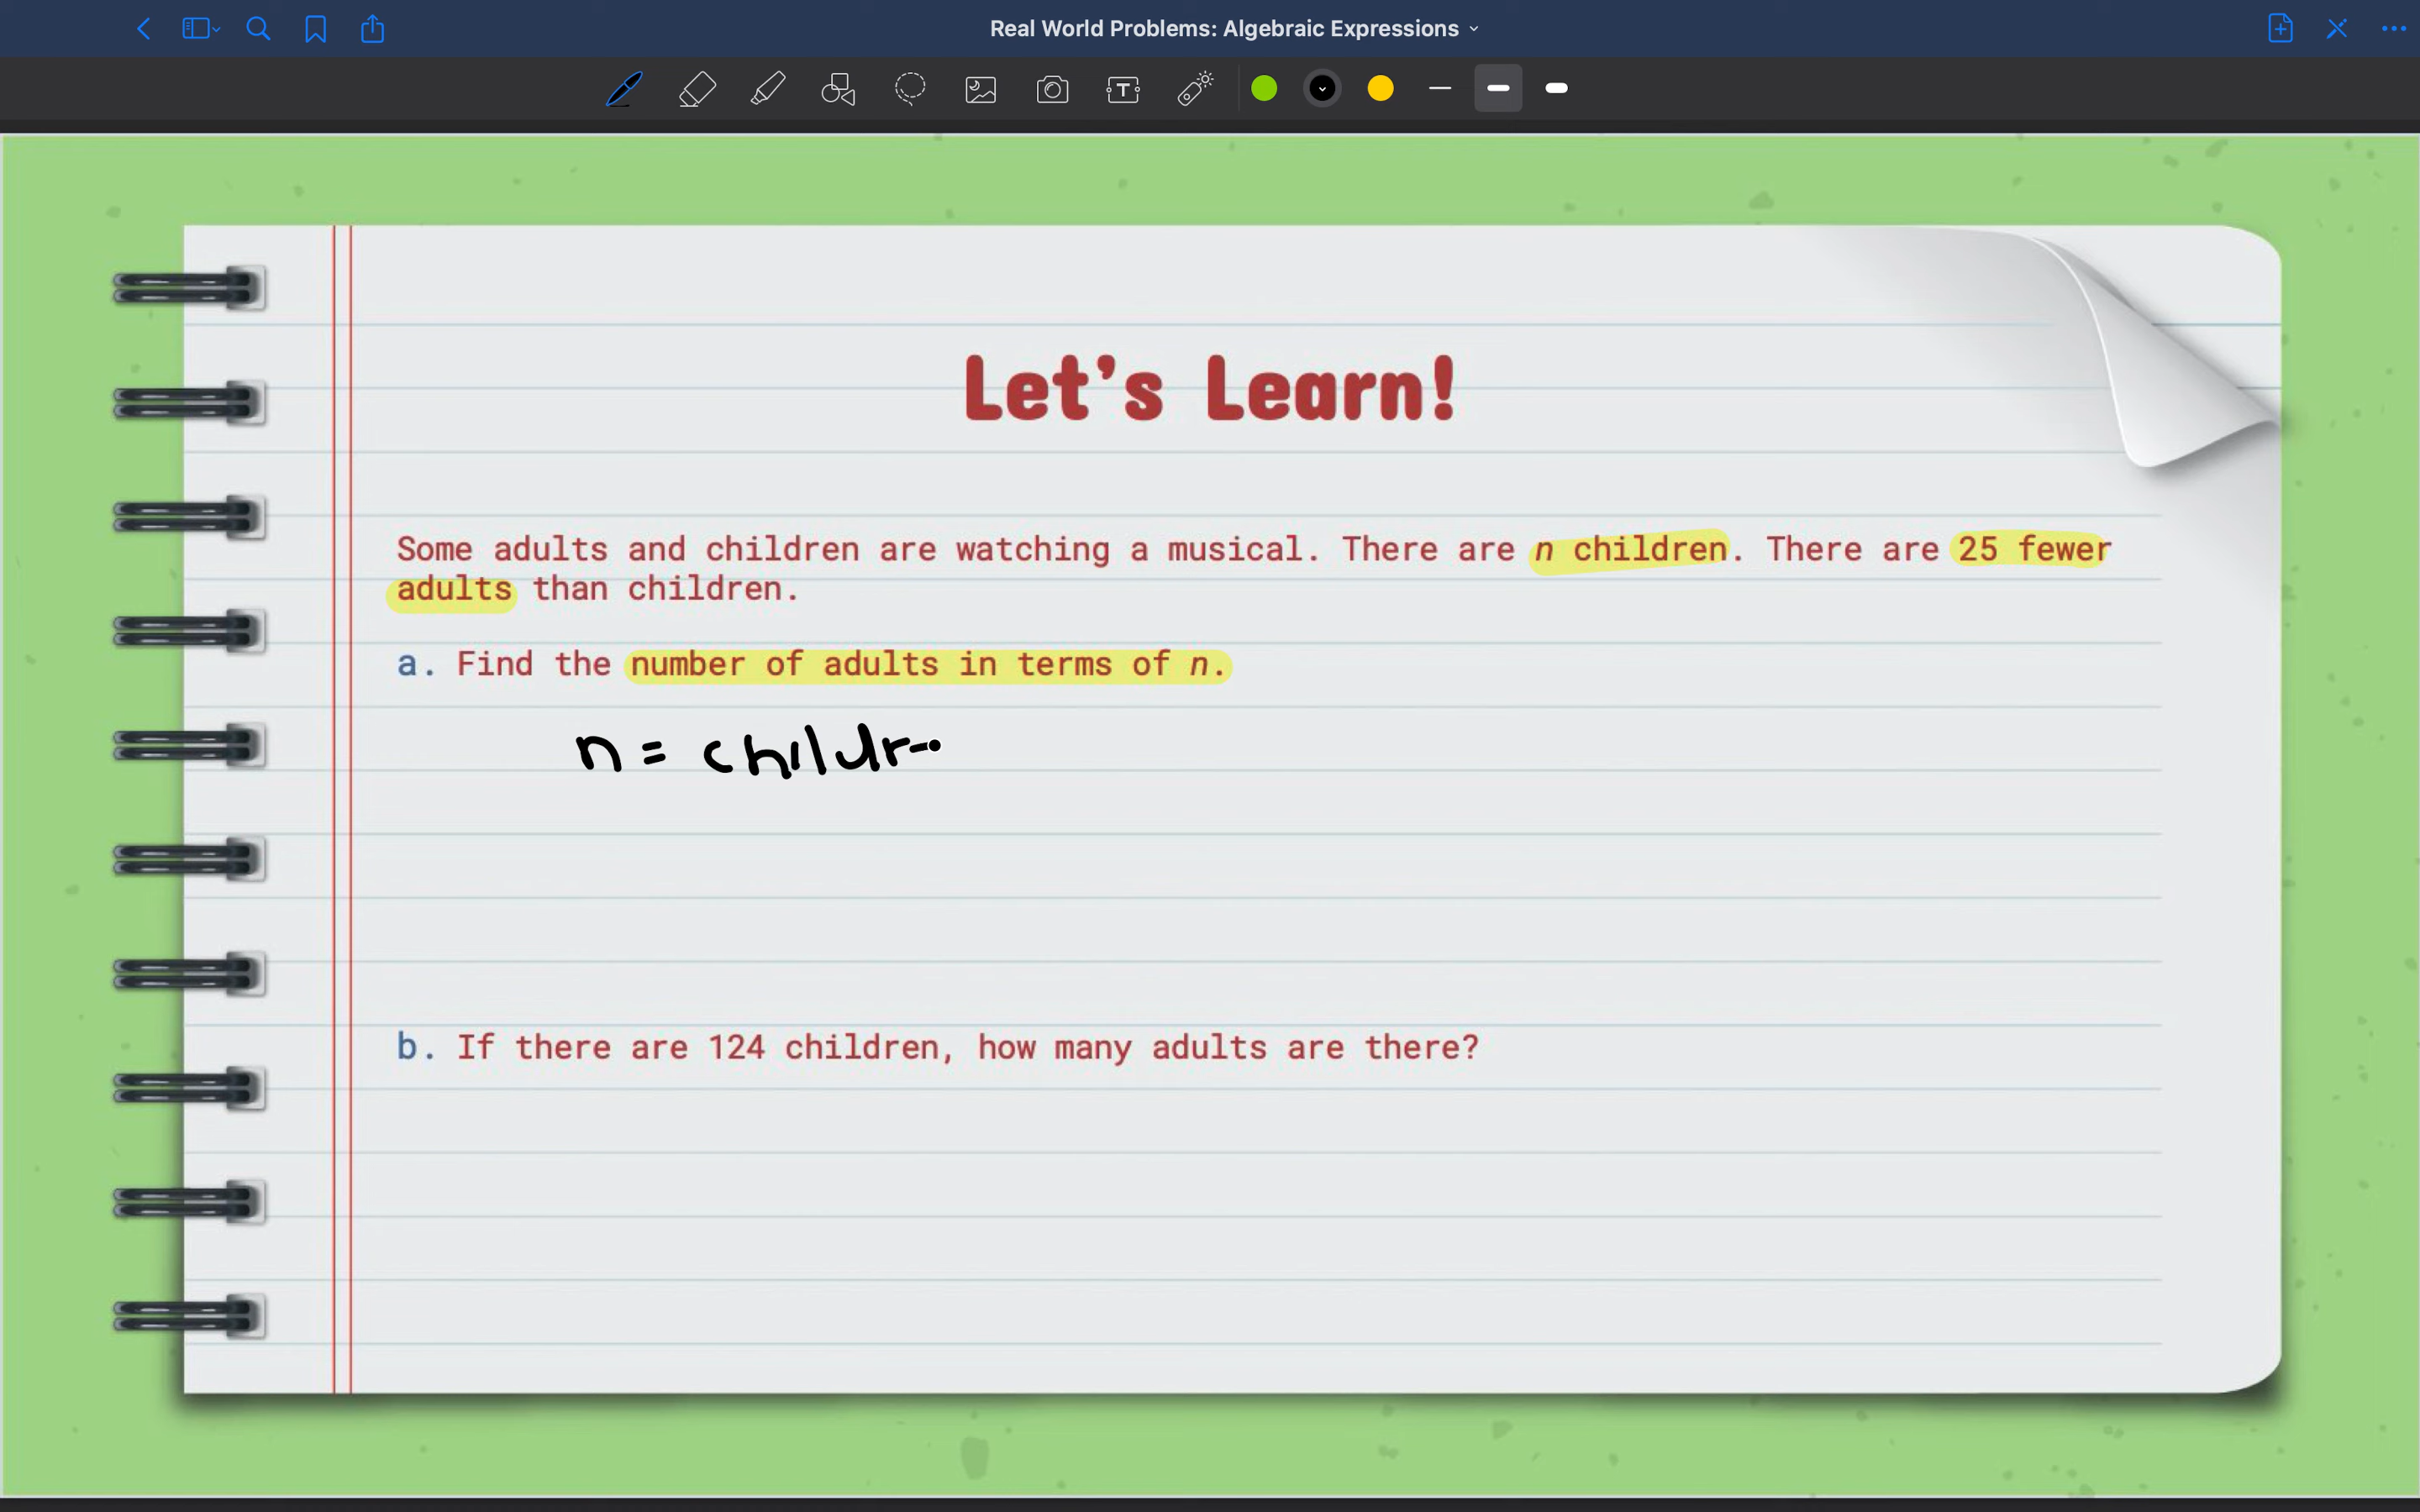 Real World Problems: Algebraic Expressions
T
Let's Learn!
Some adults and children are watching a musical. There are n children. There are 25 fewer
adults than children.
a. Find the number of adults in terms of n.
n = childr
b. If there are 124 children, how many adults are there?